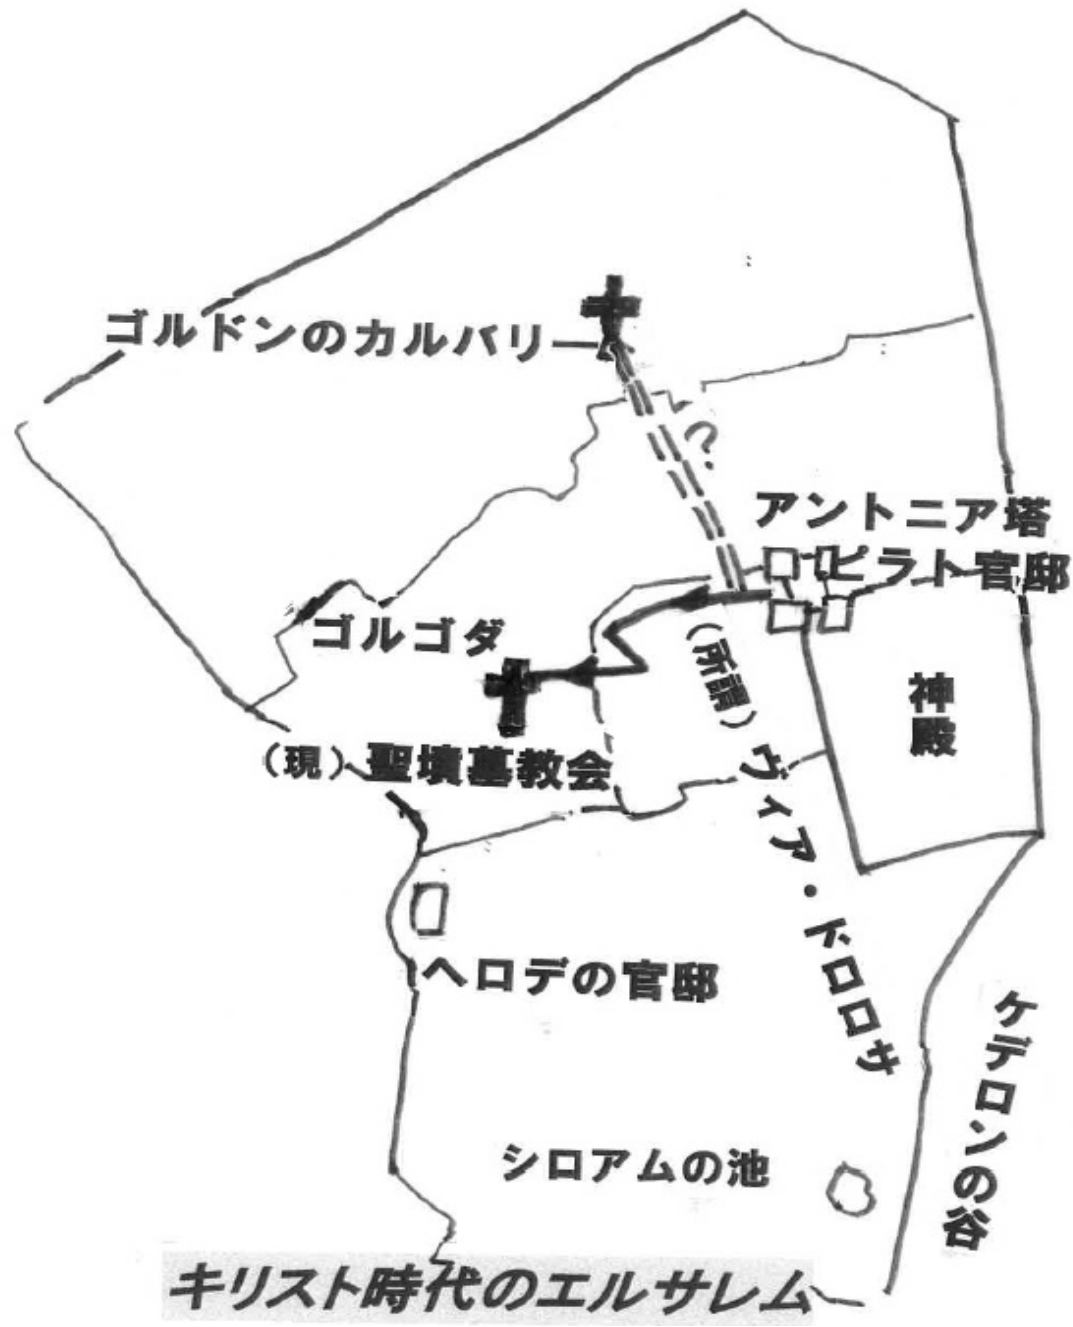 ゴルドンのカルバリ
?
アントニア塔
ピラト官邸
ゴルゴダ
(所謂)ヴィア・ドロロサ
神殿
(現)聖墳墓教会
ヘロデの官邸
ケデロンの谷
シロアムの池
キリスト時代のエルサレム